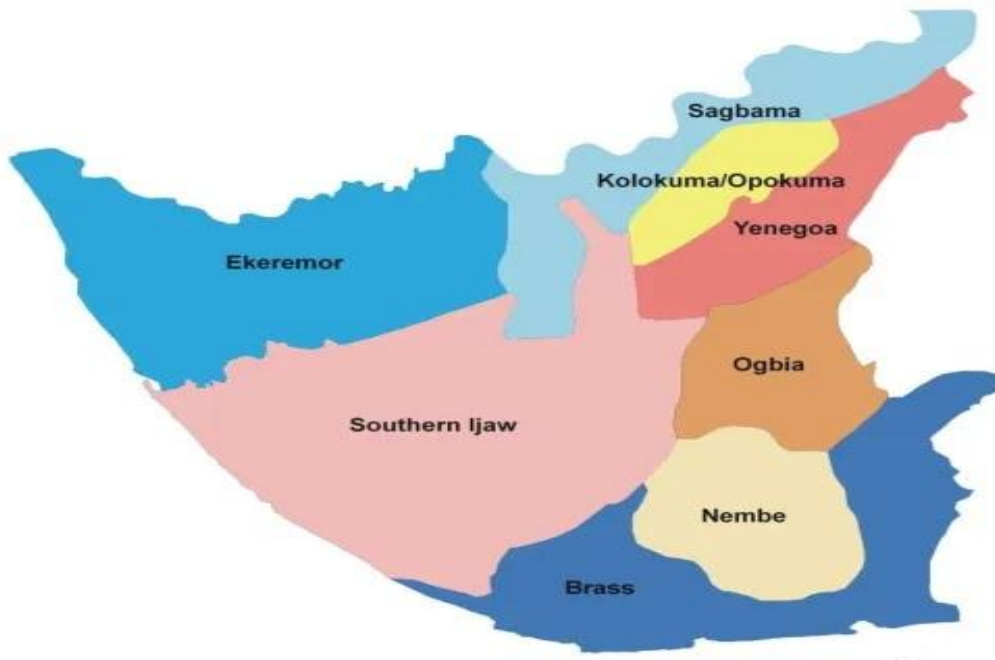 Sagbama
Kolokuma/Opokuma
Yenegoa
Ekeremor
Ogbia
Southern Ijaw
Nembe
Brass